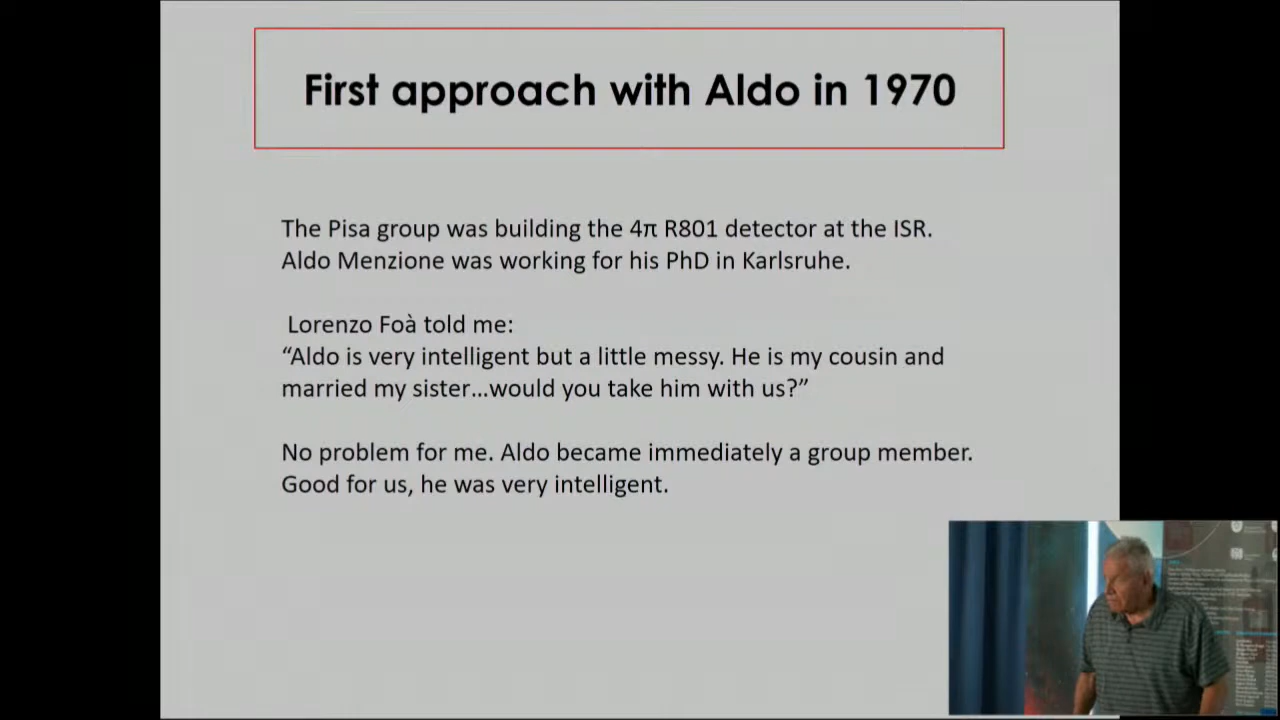 First approach with Aldo in 1970
The Pisa group was building the 4π R801 detector at the ISR.
Aldo Menzione was working for his PhD in Karlsruhe.
Lorenzo Foà told me:
“Aldo is very intelligent but a little messy. He is my cousin and
married my sister...would you take him with us?”
No problem for me. Aldo became immediately a group member.
Good for us, he was very intelligent.